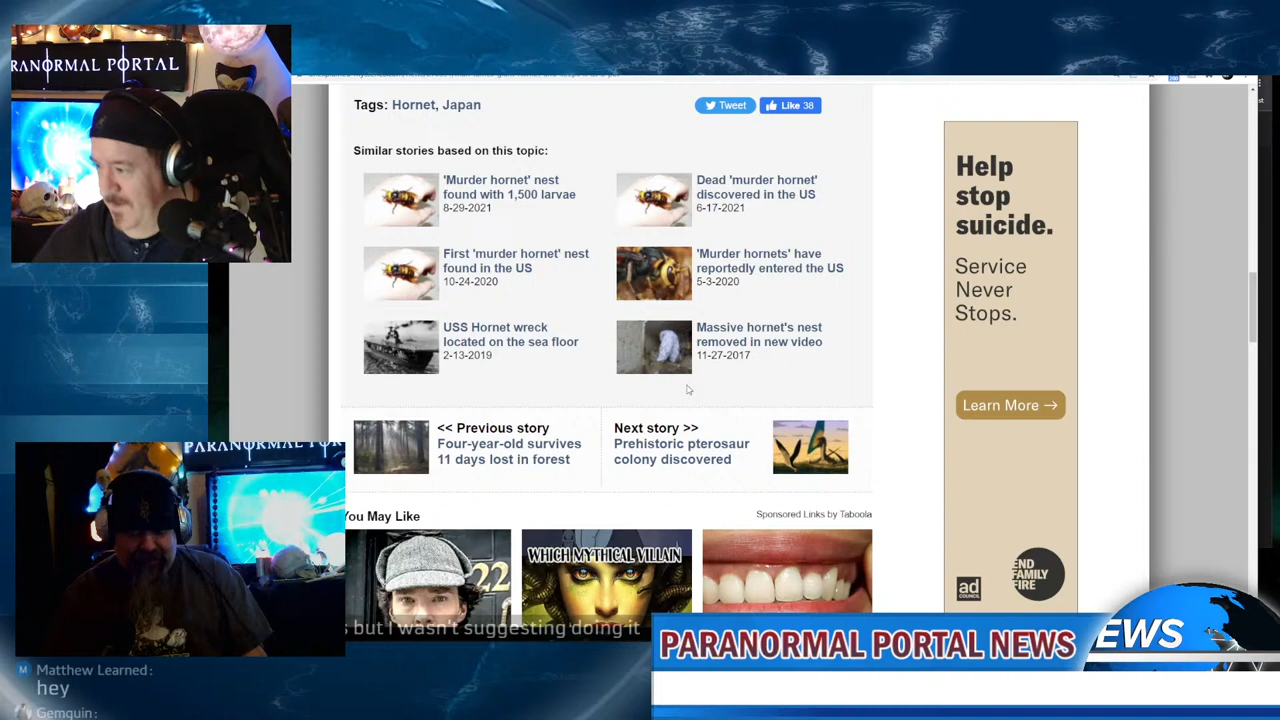 RANORMAL PORTAL
Tags: Hornet, Japan
Tweet
Like 38
Similar stories based on this topic:
'Murder hornet' nest
found with 1,500 larvae
8-29-2021
Dead 'murder hornet'
discovered in the US
6-17-2021
First 'murder hornet' nest
found in the US
10-24-2020
'Murder hornets' have
reportedly entered the US
5-3-2020
USS Hornet wreck
located on the sea floor
2-13-2019
Massive hornet's nest
removed in new video
11-27-2017
<< Previous story
Four-year-old survives
11 days lost in forest
Next story >>
Prehistoric pterosaur
colony discovered
You May Like
Sponsored Links by Taboola
22
WHICH MYTHICAL VILLAIN
Help
stop
suicide.
Service
Never
Stops.
Learn More →
ad
COUNCIL
END
FAMILY
FIRE
PARANORMAL
s but I wasn't suggesting doing it
PARANORMAL PORTAL NEWS
EWS
M Matthew Learned:
hey
Gemquin: